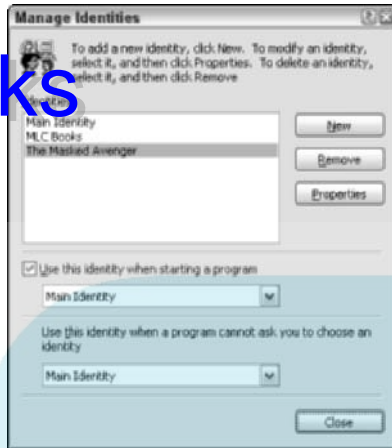 Manage Identities
To add a new identity, click New. To modify an identity,
select it, and then click Properties. To delete an identity,
select it, and then click Remove
ks
Identities
Main Identity
MLC Books
The Masked Avenger
New
Remove
Properties
Use this identity when starting a program
Main Identity
Use this identity when a program cannot ask you to choose an
identity
Main Identity
Close